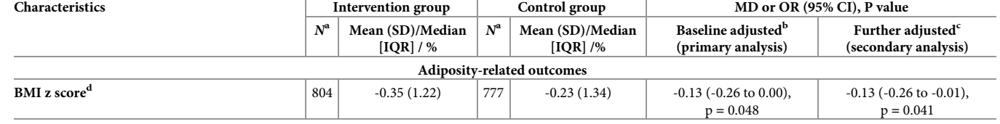 Characteristics Intervention group Control group MD or OR (95% CI), P value
Nᵃ Mean (SD)/Median Nᵃ Mean (SD)/Median Baseline adjustedᵇ Further adjustedᶜ
[IQR] / % [IQR] /% (primary analysis) (secondary analysis)
Adiposity-related outcomes
BMI z scoreᵈ 804 -0.35 (1.22) 777 -0.23 (1.34) -0.13 (-0.26 to 0.00), -0.13 (-0.26 to -0.01),
p = 0.048 p = 0.041